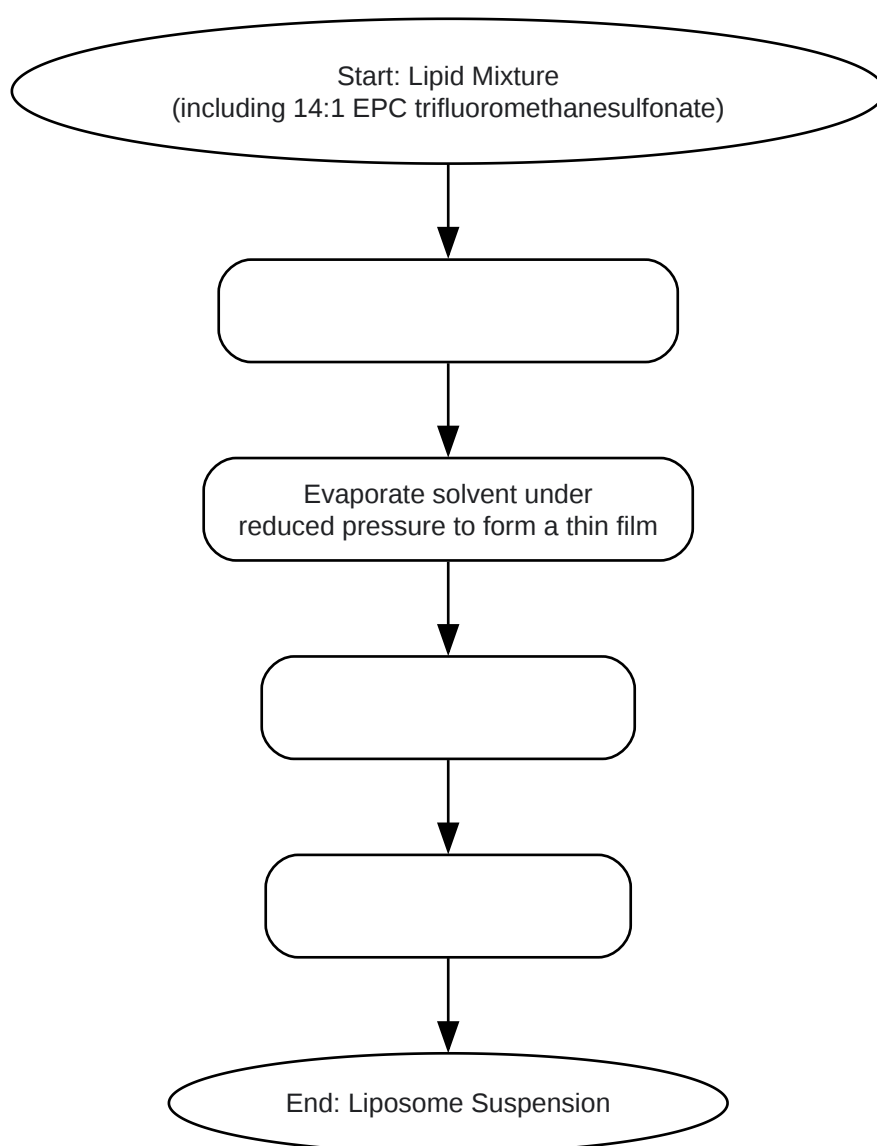 Start: Lipid Mixture
(including 14:1 EPC trifluoromethanesulfonate)
Evaporate solvent under
reduced pressure to form a thin film
End: Liposome Suspension